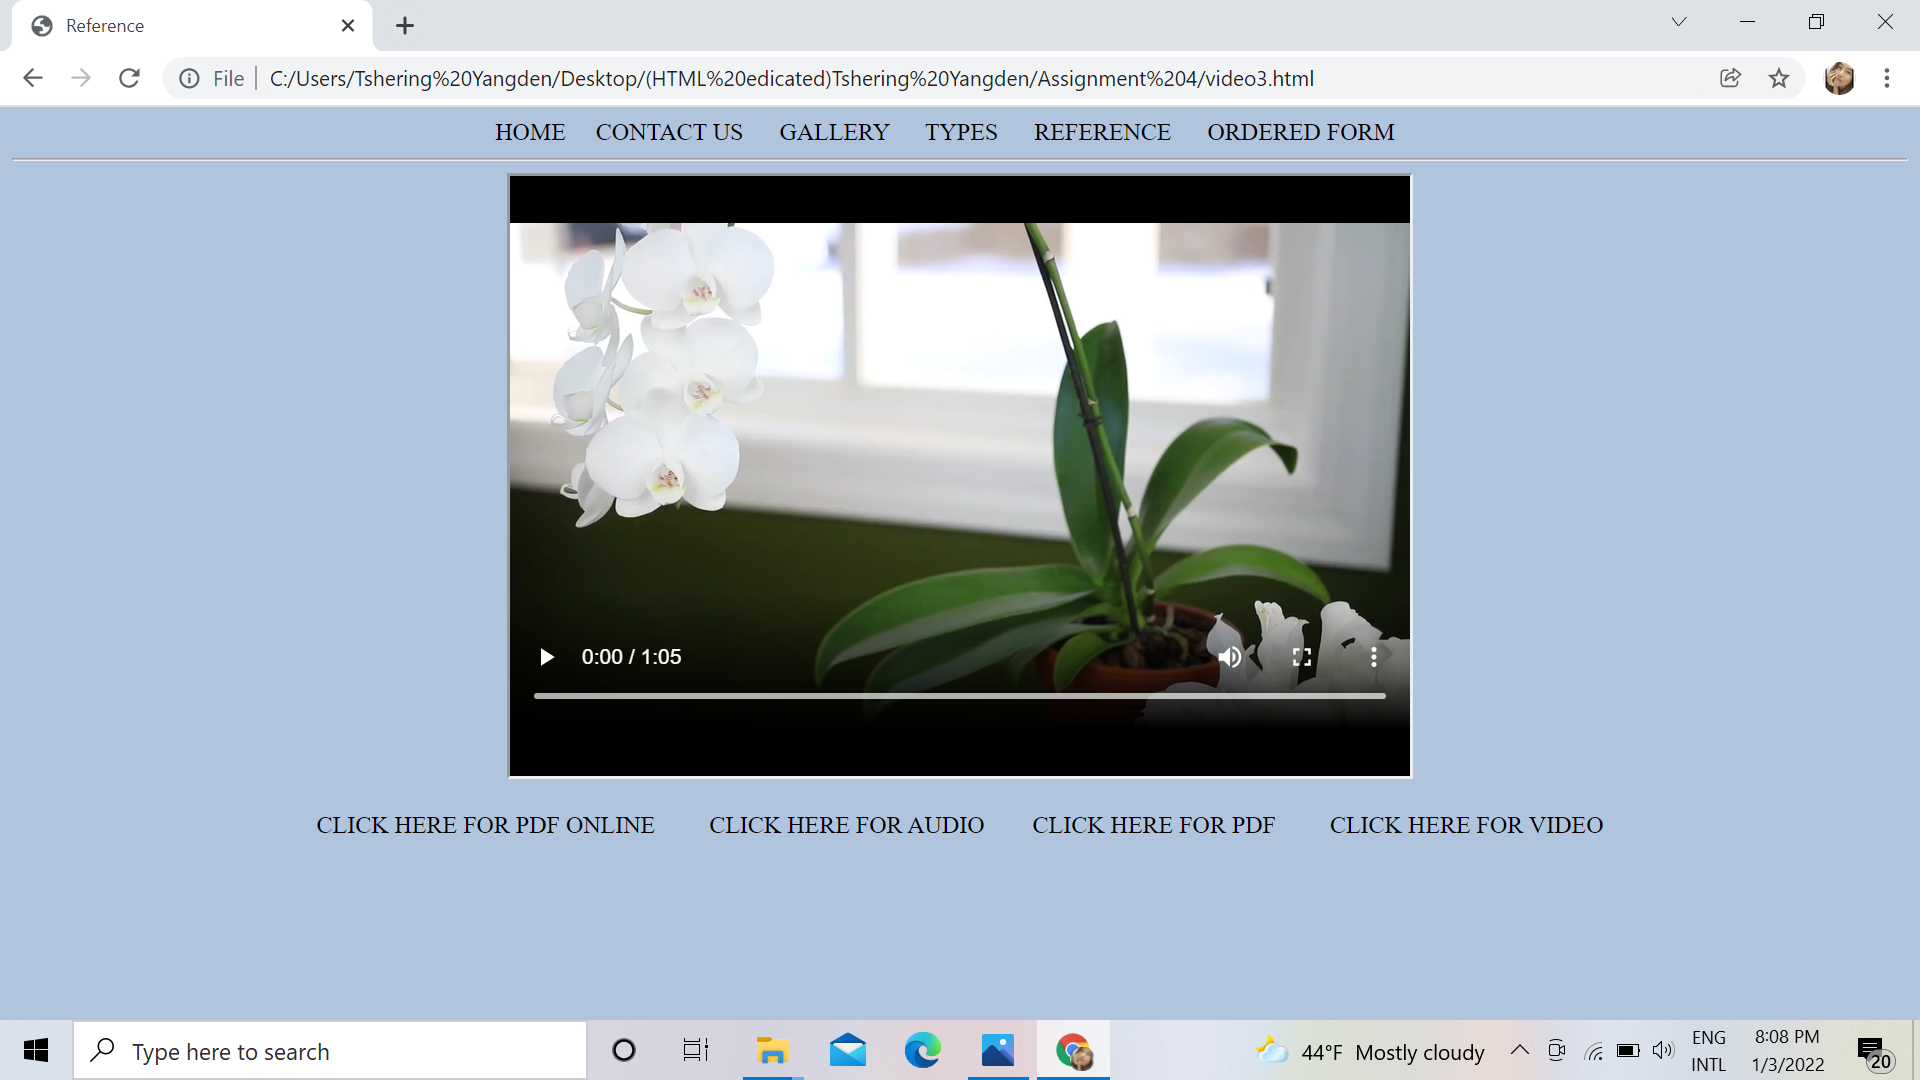 Reference
File
C:/Users/Tshering%20Yangden/Desktop/(HTML%20edicated)Tshering%20Yangden/Assignment%204/video3.html
HOME CONTACT US GALLERY TYPES REFERENCE ORDERED FORM
0:00 / 1:05
CLICK HERE FOR PDF ONLINE CLICK HERE FOR AUDIO CLICK HERE FOR PDF CLICK HERE FOR VIDEO
Type here to search
44°F Mostly cloudy
ENG
INTL
8:08 PM
1/3/2022
20